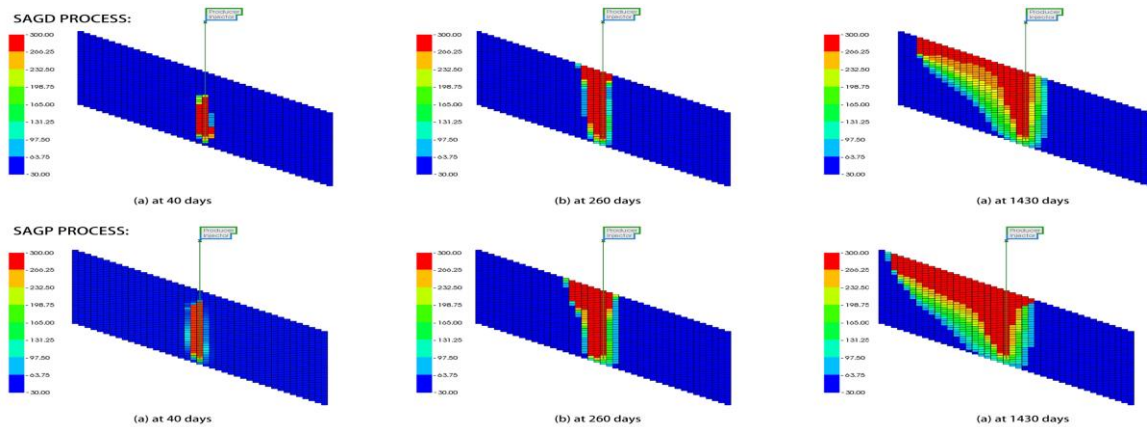 SAGD PROCESS:
Producer
Injector
300.00
266.25
232.50
198.75
165.00
131.25
97.50
63.75
30.00
(a) at 40 days
Producer
Injector
300.00
266.25
232.50
198.75
165.00
131.25
97.50
63.75
30.00
(b) at 260 days
Producer
Injector
300.00
266.25
232.50
198.75
165.00
131.25
97.50
63.75
30.00
(a) at 1430 days
SAGP PROCESS:
Producer
Injector
300.00
266.25
232.50
198.75
165.00
131.25
97.50
63.75
30.00
(a) at 40 days
Producer
Injector
300.00
266.25
232.50
198.75
165.00
131.25
97.50
63.75
30.00
(b) at 260 days
Producer
Injector
300.00
266.25
232.50
198.75
165.00
131.25
97.50
63.75
30.00
(a) at 1430 days